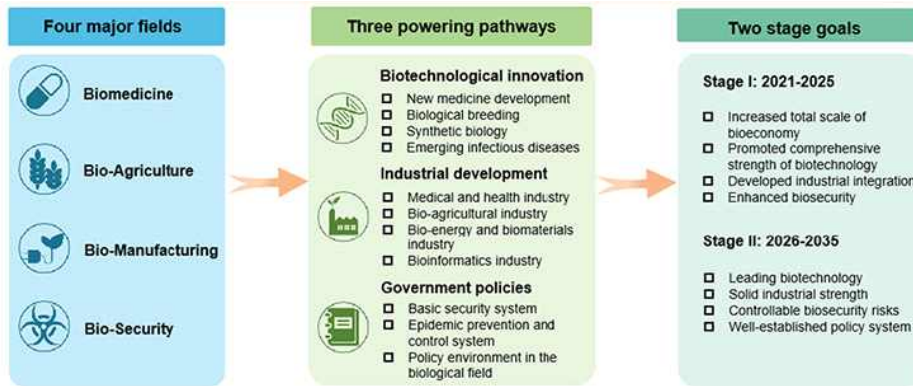 Four major fields
Biomedicine
Bio-Agriculture
Bio-Manufacturing
Bio-Security
Three powering pathways
Biotechnological innovation
New medicine development
Biological breeding
Synthetic biology
Emerging infectious diseases
Industrial development
Medical and health industry
Bio-agricultural industry
Bio-energy and biomaterials
industry
Bioinformatics industry
Government policies
Basic security system
Epidemic prevention and
control system
Policy environment in the
biological field
Two stage goals
Stage I: 2021-2025
Increased total scale of
bioeconomy
Promoted comprehensive
strength of biotechnology
Developed industrial integration
Enhanced biosecurity
Stage II: 2026-2035
Leading biotechnology
Solid industrial strength
Controllable biosecurity risks
Well-established policy system